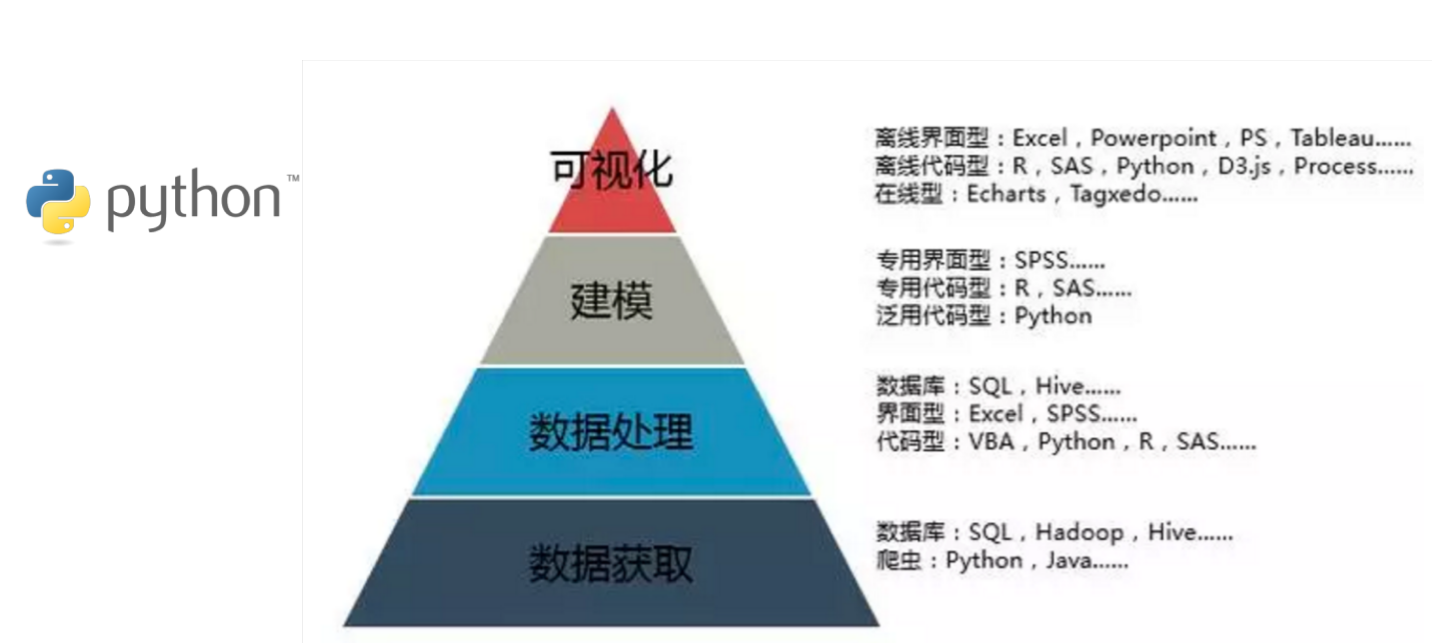 python™
可视化
离线界面型：Excel，Powerpoint，PS，Tableau……
离线代码型：R，SAS，Python，D3.js，Process……
在线型：Echarts，Tagxedo……
建模
专用界面型：SPSS……
专用代码型：R，SAS……
泛用代码型：Python
数据处理
数据库：SQL，Hive……
界面型：Excel，SPSS……
代码型：VBA，Python，R，SAS……
数据获取
数据库：SQL，Hadoop，Hive……
爬虫：Python，Java……